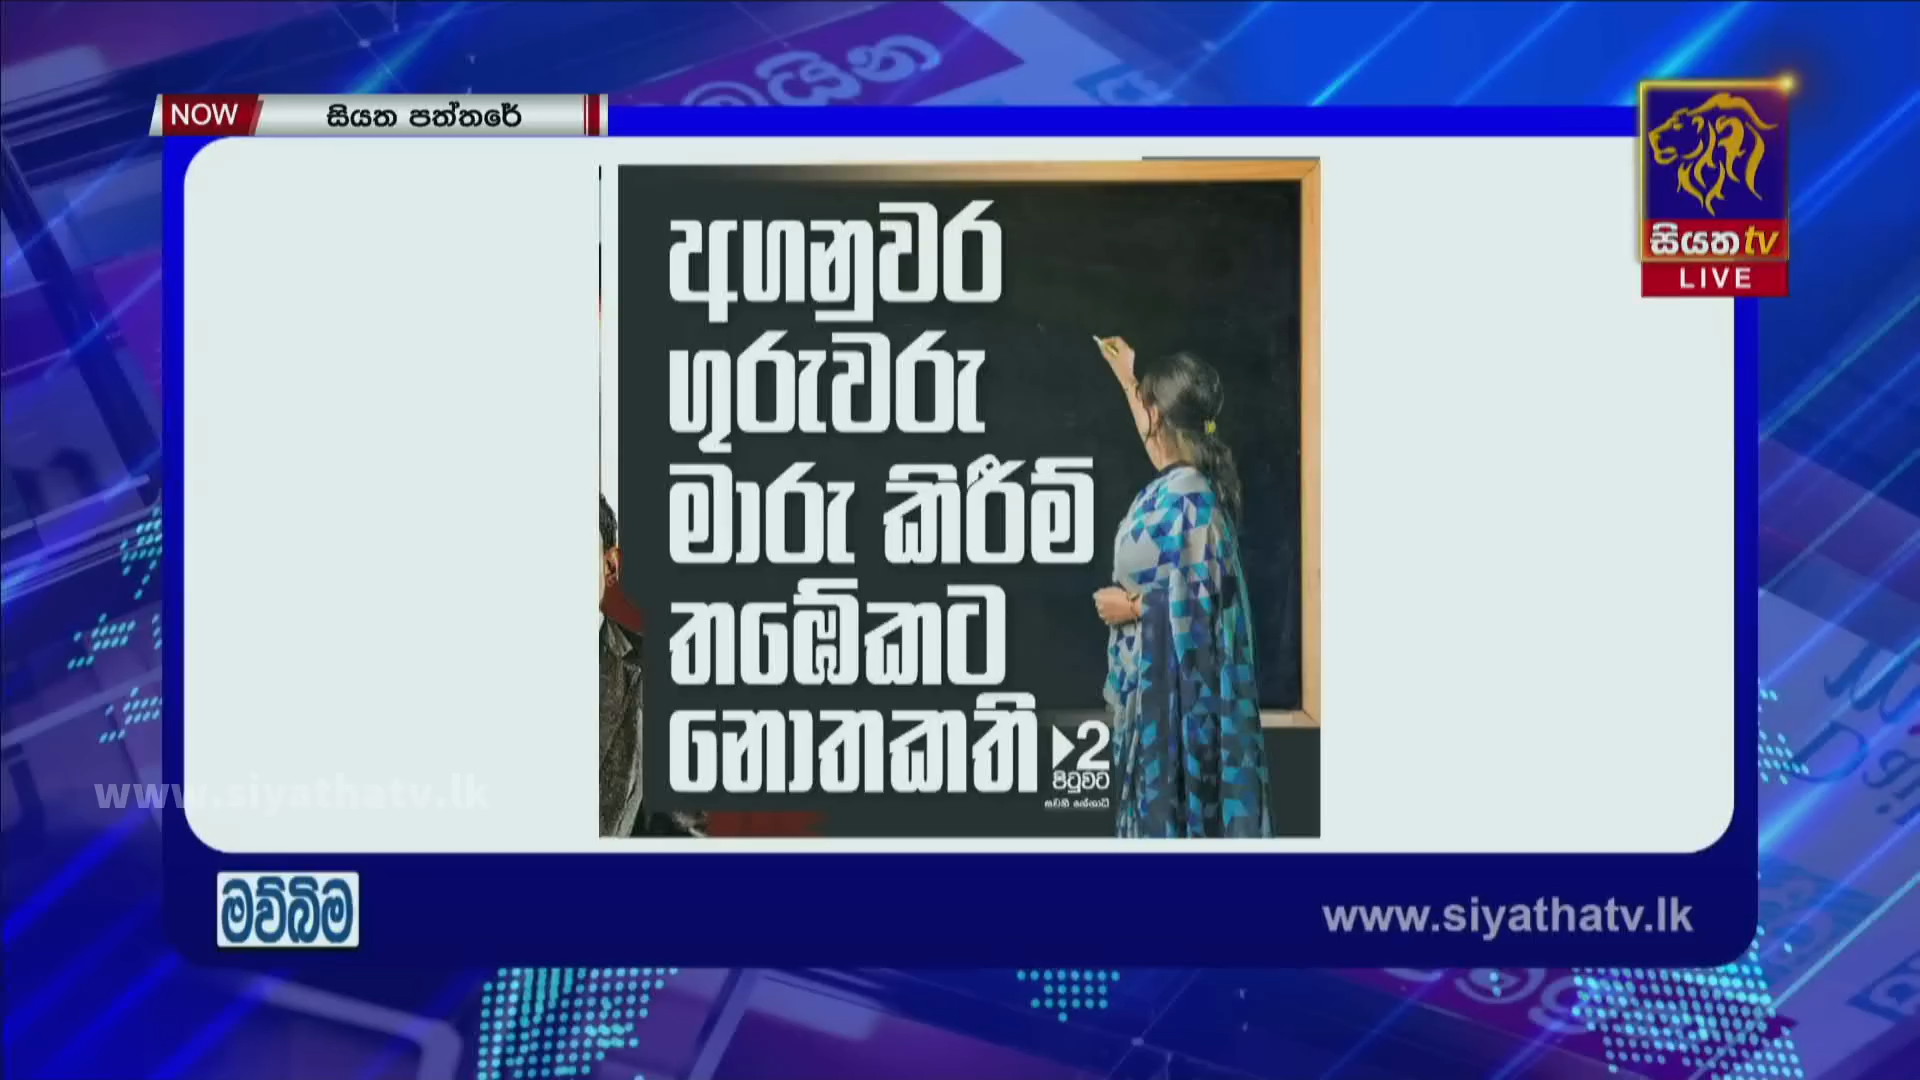 NOW
සියත පත්තරේ
සියත tv
LIVE
අගනුවර
ගුරුවරු
මාරු කිරීම්
තඹේකට
නොතකති
▶2
පිටුවට
www.siyathatv.lk
මව්බිම
www.siyathatv.lk